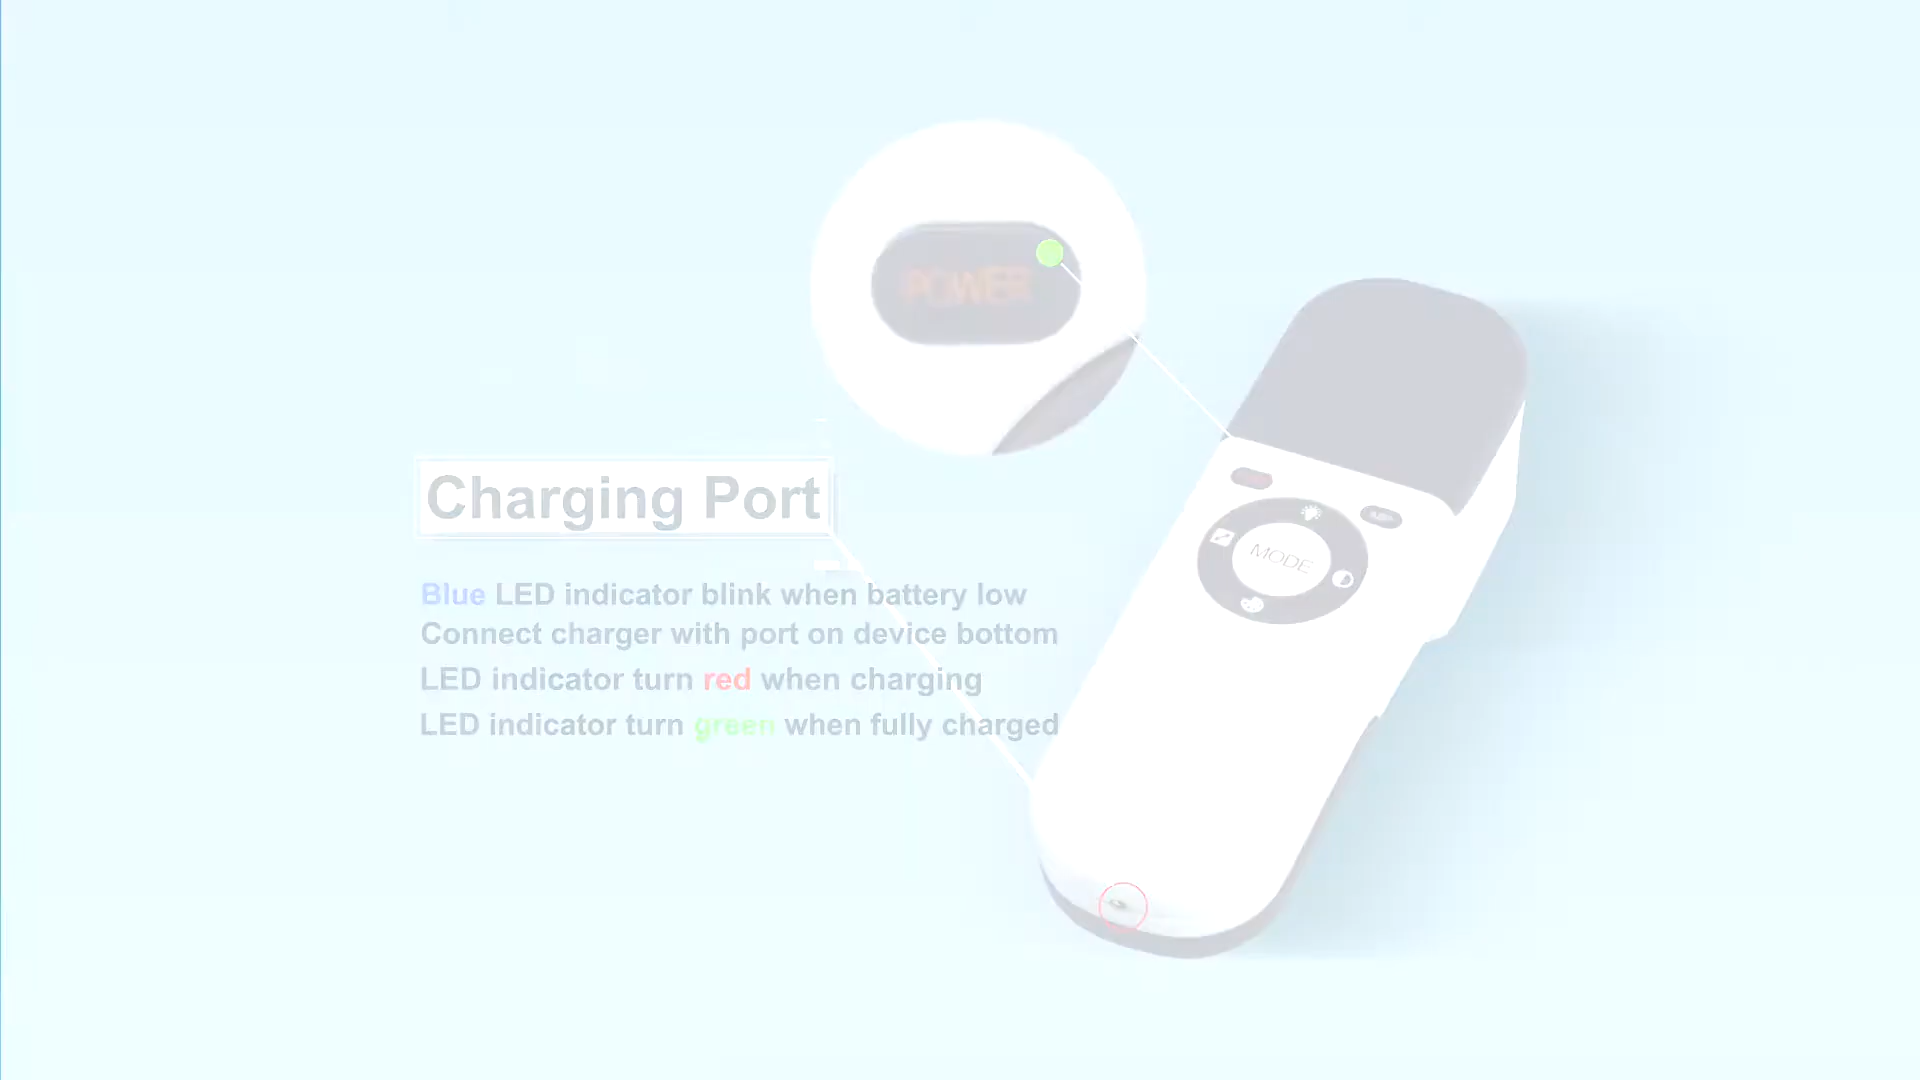 POWER
Charging Port
Blue LED indicator blink when battery low
Connect charger with port on device bottom
LED indicator turn red when charging
LED indicator turn green when fully charged
MODE